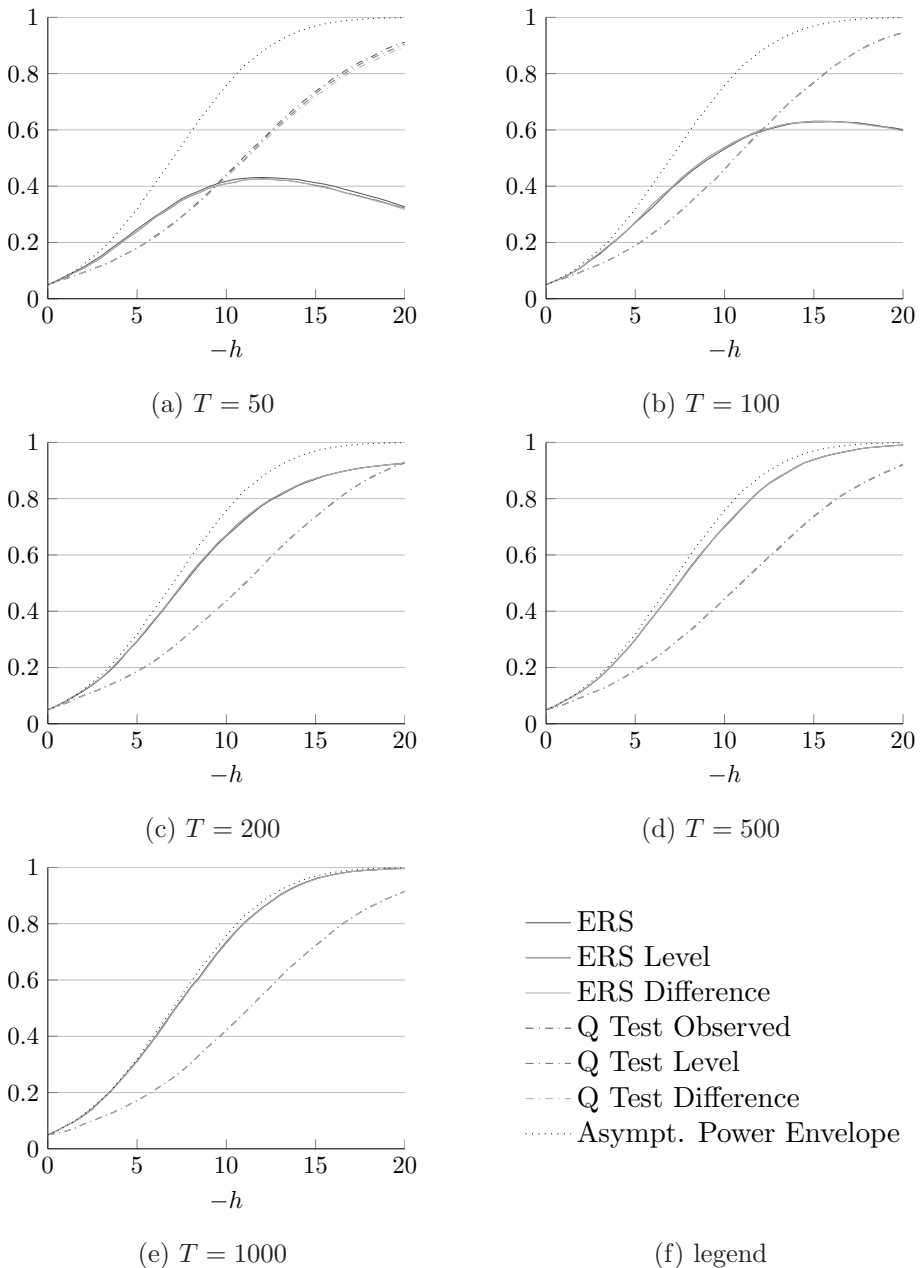 1
0.8
0.6
0.4
0.2
0
0 5 10 15 20
−h
(a) T = 50
1
0.8
0.6
0.4
0.2
0
0 5 10 15 20
−h
(b) T = 100
1
0.8
0.6
0.4
0.2
0
0 5 10 15 20
−h
(c) T = 200
1
0.8
0.6
0.4
0.2
0
0 5 10 15 20
−h
(d) T = 500
1
0.8
0.6
0.4
0.2
0
0 5 10 15 20
−h
(e) T = 1000
ERS
ERS Level
ERS Difference
Q Test Observed
Q Test Level
Q Test Difference
Asympt. Power Envelope
(f) legend